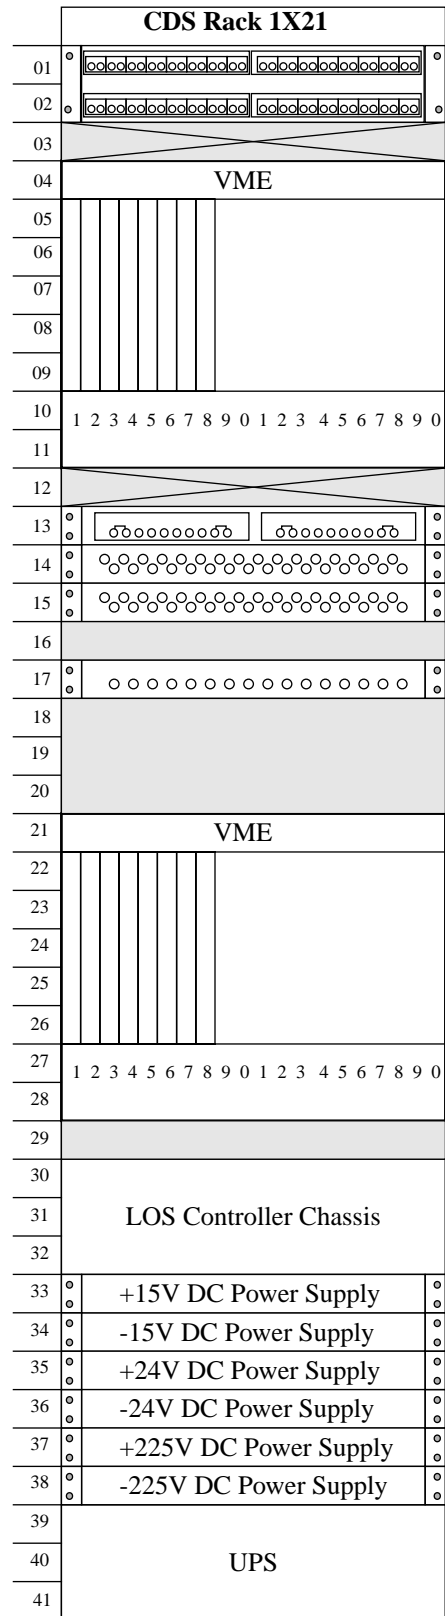 CDS Rack 1X21
01
02
03
04 VME
05
06
07
08
09
10
1 2 3 4 5 6 7 8 9 0 1 2 3 4 5 6 7 8 9 0
11
12
13
14
15
16
17
18
19
20
21 VME
22
23
24
25
26
27
1 2 3 4 5 6 7 8 9 0 1 2 3 4 5 6 7 8 9 0
28
29
30
31 LOS Controller Chassis
32
33 +15V DC Power Supply
34 -15V DC Power Supply
35 +24V DC Power Supply
36 -24V DC Power Supply
37 +225V DC Power Supply
38 -225V DC Power Supply
39
40 UPS
41